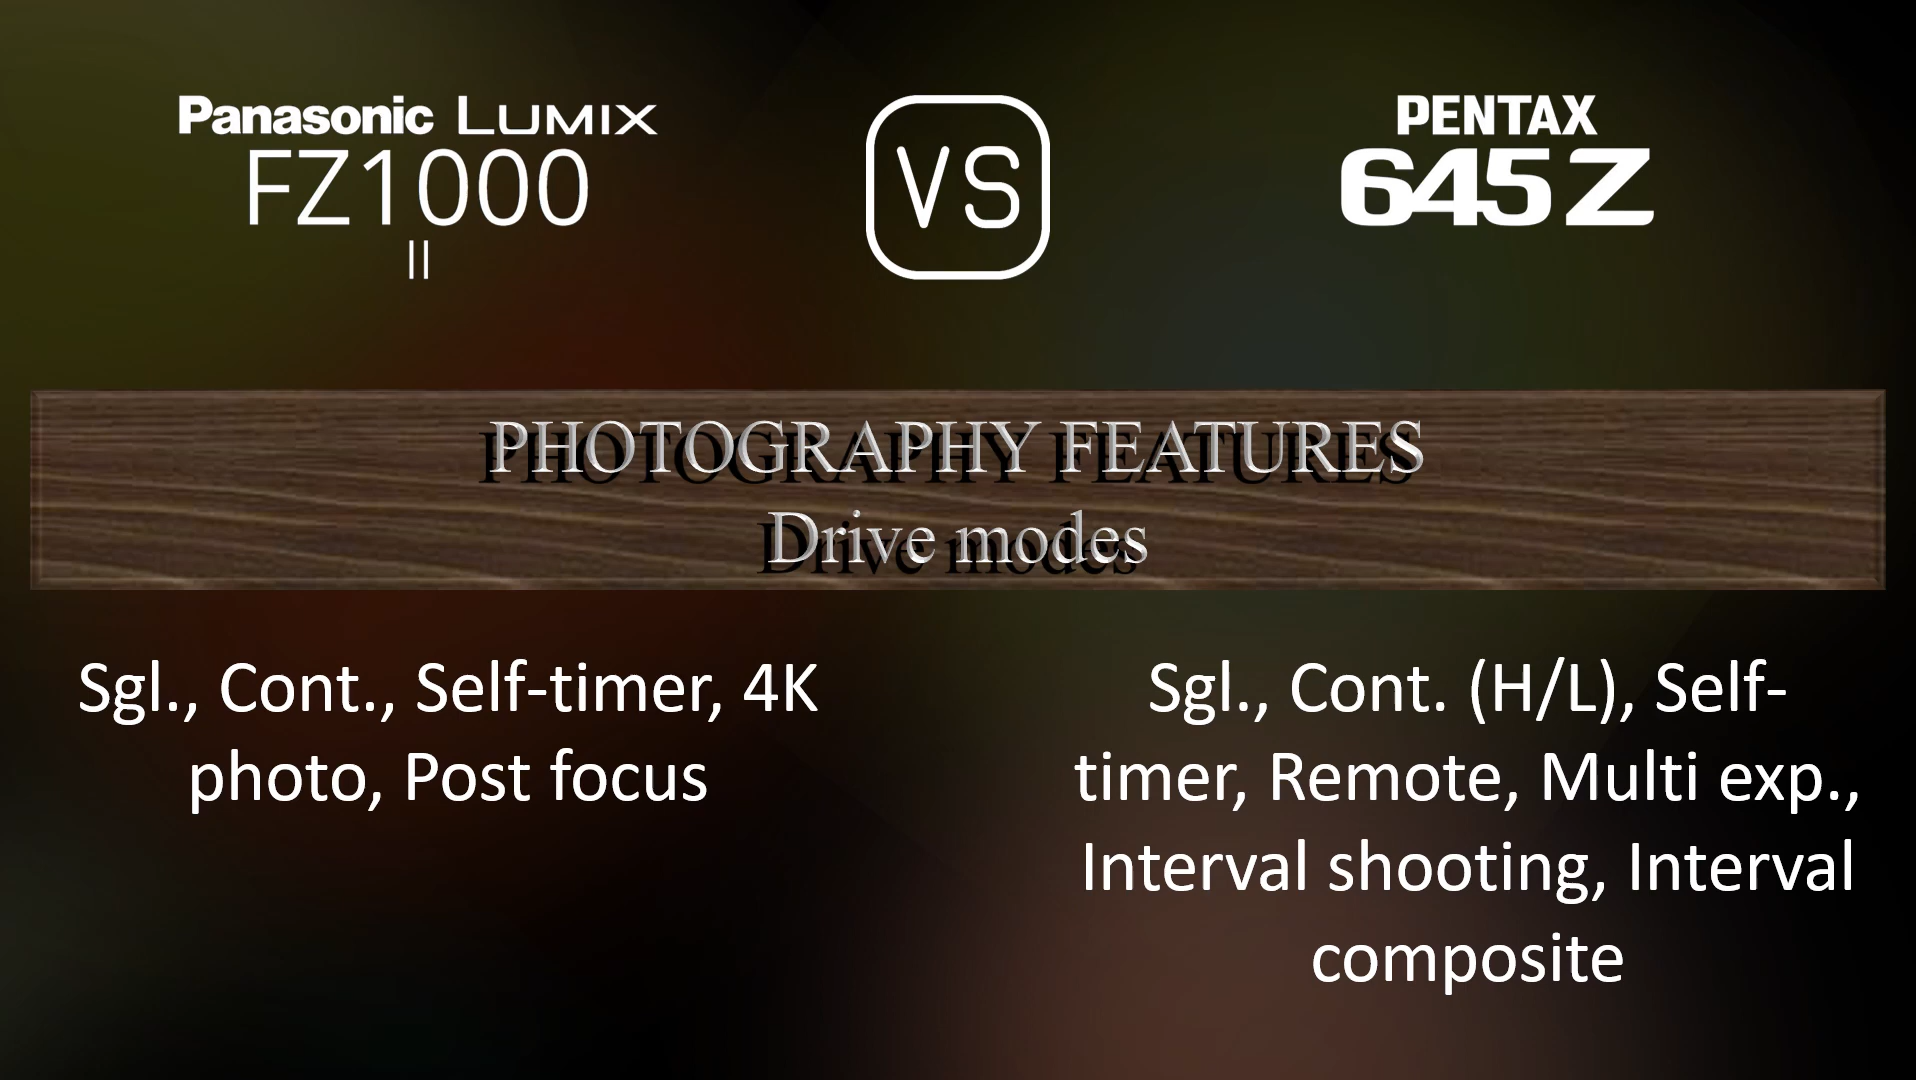 Panasonic LUMIX
FZ1000
II
VS
PENTAX
645Z
PHOTOGRAPHY FEATURES
Drive modes
Sgl., Cont., Self-timer, 4K
photo, Post focus
Sgl., Cont. (H/L), Self-
timer, Remote, Multi exp.,
Interval shooting, Interval
composite